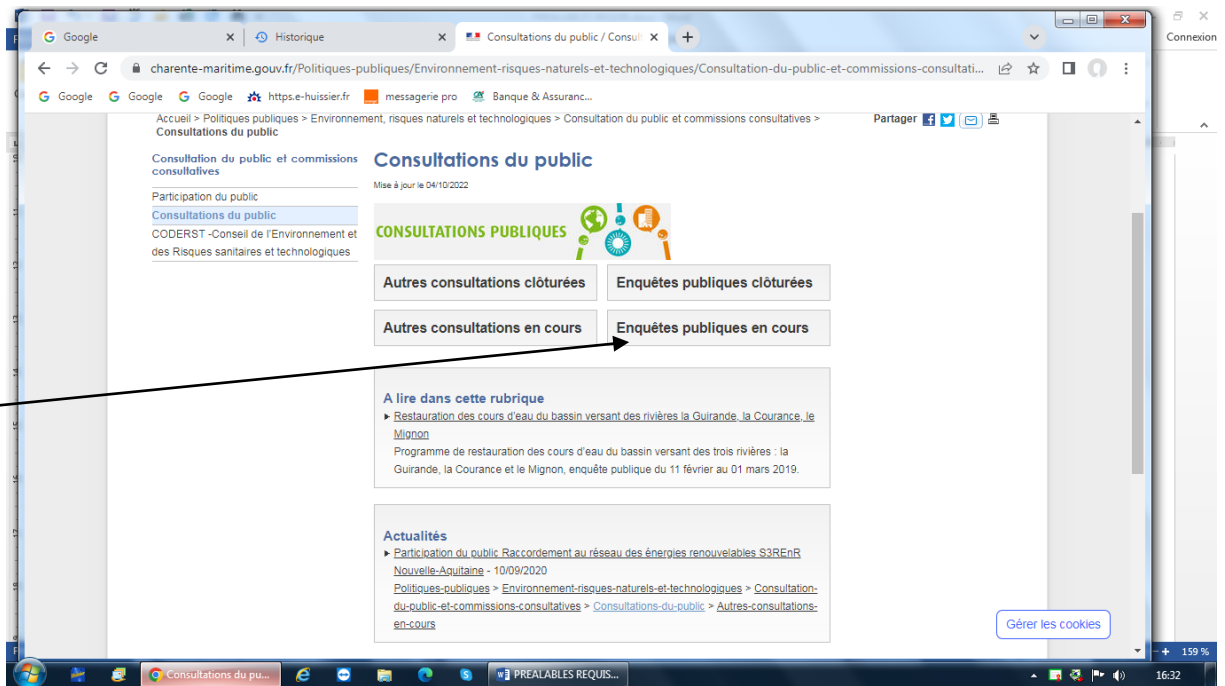 Connexion
Google
Historique
Consultations du public / Consult
charente-maritime.gouv.fr/Politiques-publiques/Environnement-risques-naturels-et-technologiques/Consultation-du-public-et-commissions-consultati...
Google
Google
Google
https.e-huissier.fr
messagerie pro
Banque & Assuranc...
Accueil > Politiques publiques > Environnement, risques naturels et technologiques > Consultation du public et commissions consultatives >
Consultations du public
Partager
Consultation du public et commissions
consultatives
Participation du public
Consultations du public
CODERST -Conseil de l'Environnement et
des Risques sanitaires et technologiques
Consultations du public
Mise à jour le 04/10/2022
CONSULTATIONS PUBLIQUES
Autres consultations clôturées
Enquêtes publiques clôturées
Autres consultations en cours
Enquêtes publiques en cours
A lire dans cette rubrique
Restauration des cours d'eau du bassin versant des rivières la Guirande, la Courance, le
Mignon
Programme de restauration des cours d'eau du bassin versant des trois rivières : la
Guirande, la Courance et le Mignon, enquête publique du 11 février au 01 mars 2019.
Actualités
Participation du public Raccordement au réseau des énergies renouvelables S3REnR
Nouvelle-Aquitaine - 10/09/2020
Politiques-publiques > Environnement-risques-naturels-et-technologiques > Consultation-
du-public-et-commissions-consultatives > Consultations-du-public > Autres-consultations-
en-cours
Gérer les cookies
159 %
Consultations du pu...
PREALABLES REQUIS...
16:32